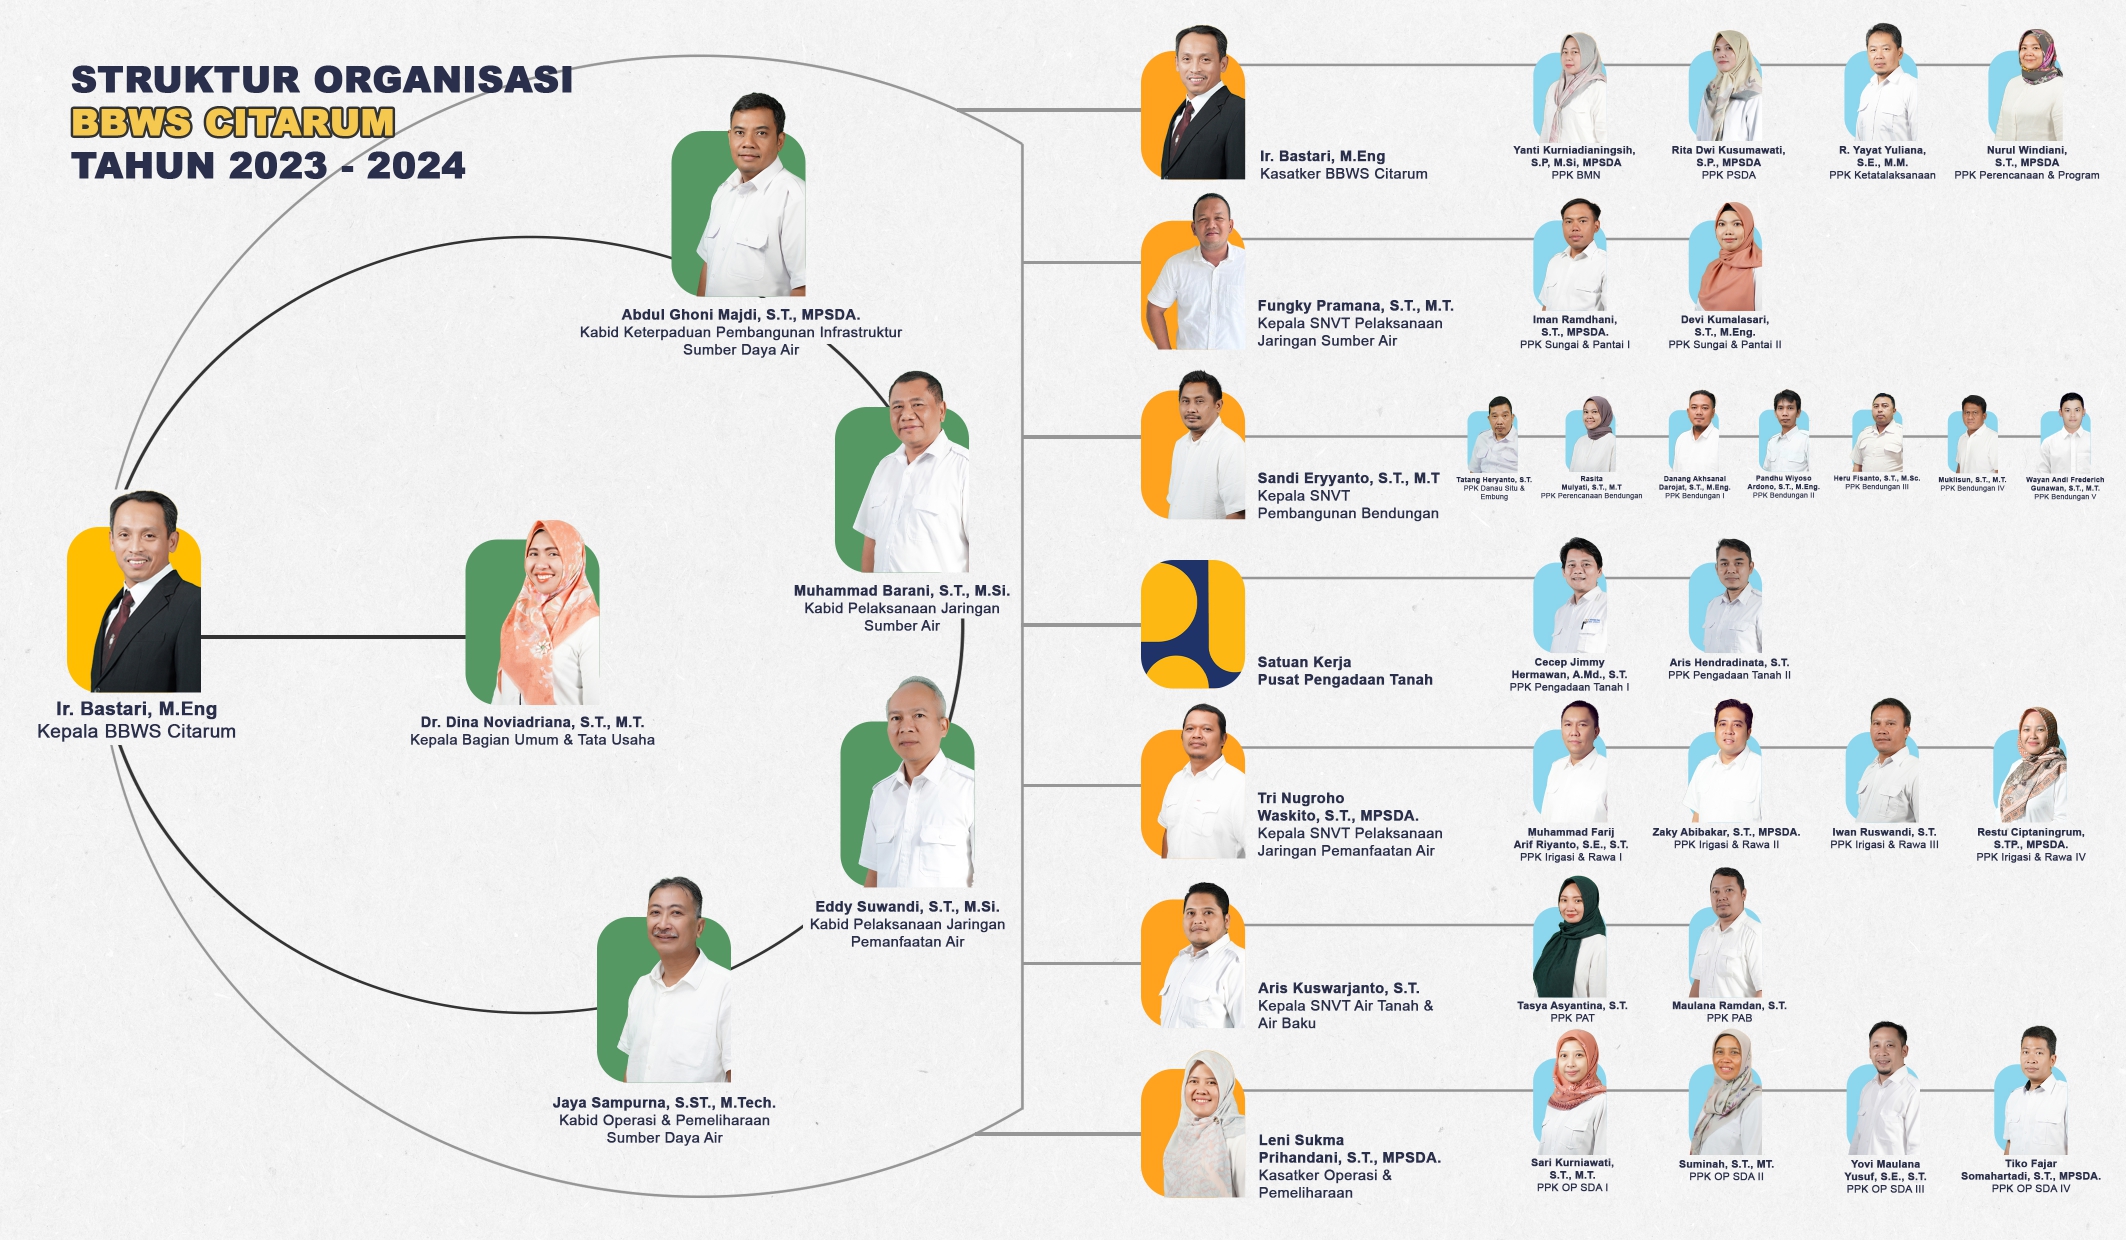 STRUKTUR ORGANISASI
BBWS CITARUM
TAHUN 2023 - 2024
Abdul Ghoni Majdi, S.T., MPSDA.
Kabid Keterpaduan Pembangunan Infrastruktur
Sumber Daya Air
Muhammad Barani, S.T., M.Si.
Kabid Pelaksanaan Jaringan
Sumber Air
Ir. Bastari, M.Eng
Kepala BBWS Citarum
Dr. Dina Noviadriana, S.T., M.T.
Kepala Bagian Umum & Tata Usaha
Eddy Suwandi, S.T., M.Si.
Kabid Pelaksanaan Jaringan
Pemanfaatan Air
Jaya Sampurna, S.ST., M.Tech.
Kabid Operasi & Pemeliharaan
Sumber Daya Air
Ir. Bastari, M.Eng
Kasatker BBWS Citarum
Yanti Kurniadianingsih,
S.P, M.Si, MPSDA
PPK BMN
Rita Dwi Kusumawati,
S.P., MPSDA
PPK PSDA
R. Yayat Yuliana,
S.E., M.M.
PPK Ketatalaksanaan
Nurul Windiani,
S.T., MPSDA
PPK Perencanaan & Program
Fungky Pramana, S.T., M.T.
Kepala SNVT Pelaksanaan
Jaringan Sumber Air
Iman Ramdhani,
S.T., MPSDA.
PPK Sungai & Pantai I
Devi Kumalasari,
S.T., M.Eng.
PPK Sungai & Pantai II
Sandi Eryyanto, S.T., M.T
Kepala SNVT
Pembangunan Bendungan
Tatang Heryanto, S.T.
PPK Danau Situ &
Embung
Rasita
Mulyati, S.T., M.T
PPK Perencanaan Bendungan
Danang Akhsanal
Darojat, S.T., M.Eng.
PPK Bendungan I
Pandhu Wiyoso
Ardono, S.T., M.Eng.
PPK Bendungan II
Heru Fisanto, S.T., M.Sc.
PPK Bendungan III
Muklisun, S.T., M.T.
PPK Bendungan IV
Wayan Andi Frederich
Gunawan, S.T., M.T.
PPK Bendungan V
Satuan Kerja
Pusat Pengadaan Tanah
Cecep Jimmy
Hermawan, A.Md., S.T.
PPK Pengadaan Tanah I
Aris Hendradinata, S.T.
PPK Pengadaan Tanah II
Tri Nugroho
Waskito, S.T., MPSDA.
Kepala SNVT Pelaksanaan
Jaringan Pemanfaatan Air
Muhammad Farij
Arif Riyanto, S.E., S.T.
PPK Irigasi & Rawa I
Zaky Abibakar, S.T., MPSDA.
PPK Irigasi & Rawa II
Iwan Ruswandi, S.T.
PPK Irigasi & Rawa III
Restu Ciptaningrum,
S.TP., MPSDA.
PPK Irigasi & Rawa IV
Aris Kuswarjanto, S.T.
Kepala SNVT Air Tanah &
Air Baku
Tasya Asyantina, S.T.
PPK PAT
Maulana Ramdan, S.T.
PPK PAB
Leni Sukma
Prihandani, S.T., MPSDA.
Kasatker Operasi &
Pemeliharaan
Sari Kurniawati,
S.T., M.T.
PPK OP SDA I
Suminah, S.T., MT.
PPK OP SDA II
Yovi Maulana
Yusuf, S.E., S.T.
PPK OP SDA III
Tiko Fajar
Somahartadi, S.T., MPSDA.
PPK OP SDA IV